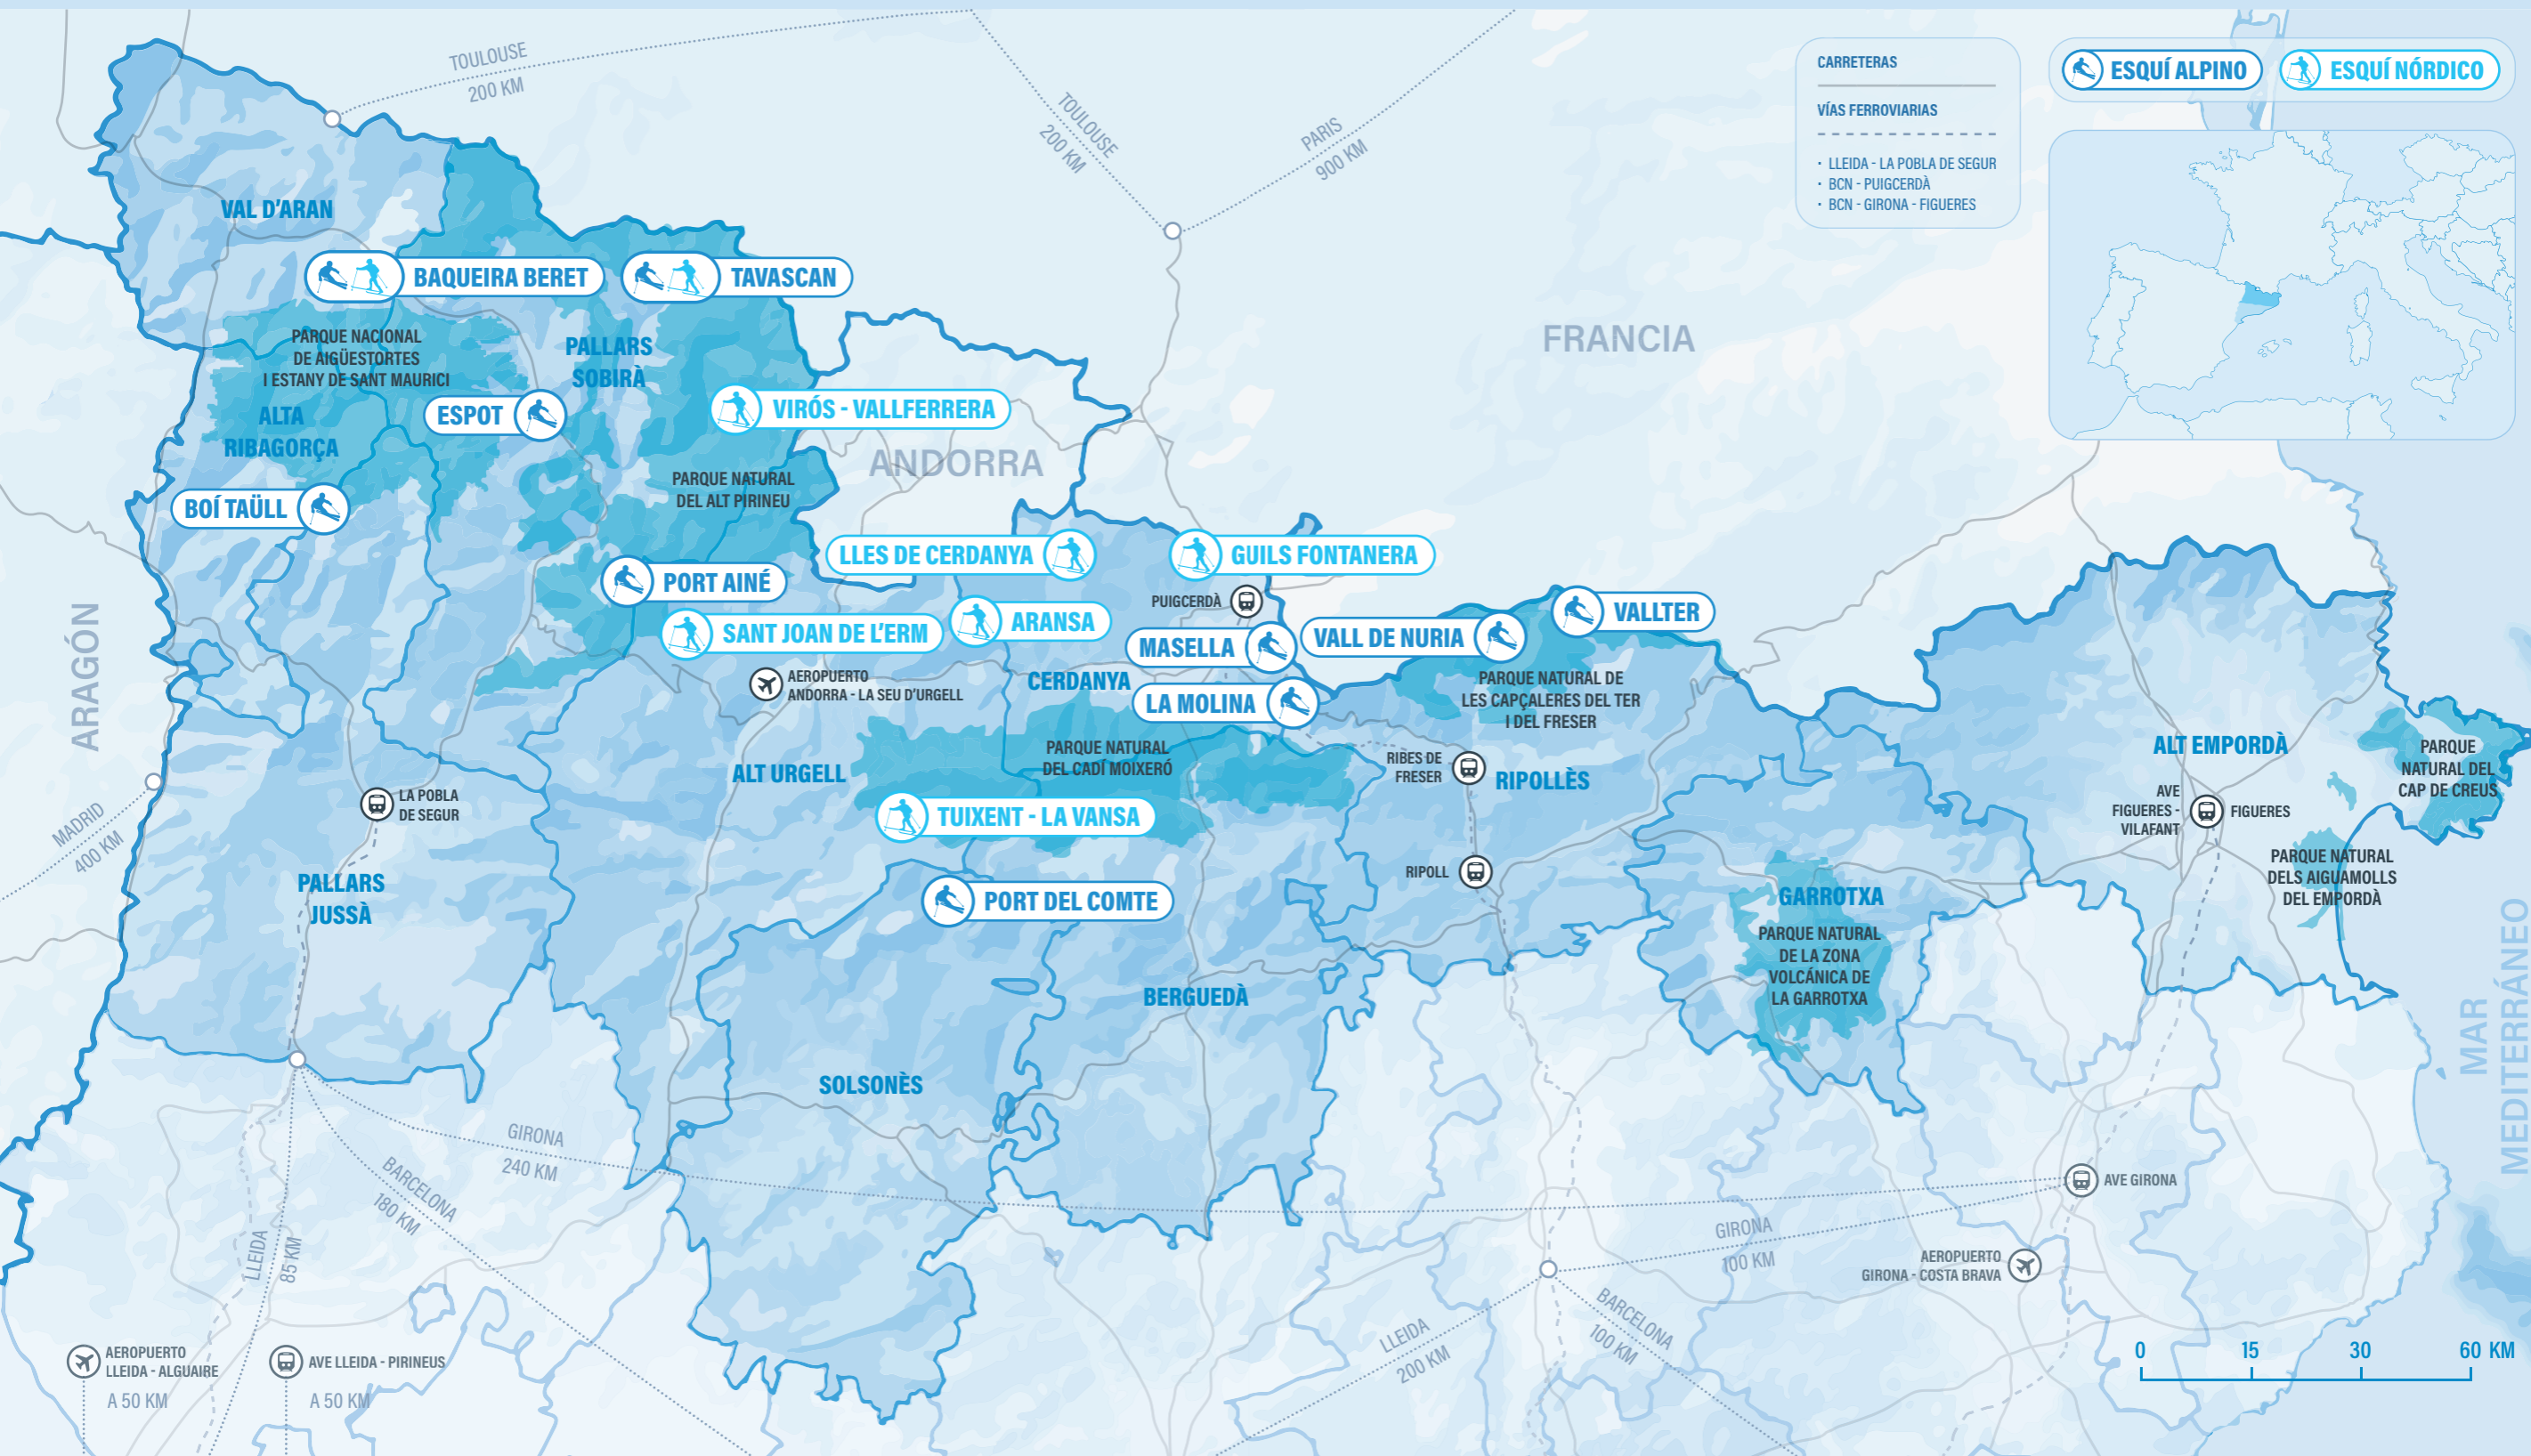 TOULOUSE
200 KM
TOULOUSE
200 KM
PARIS
900 KM
CARRETERAS
VÍAS FERROVIARIAS
· LLEIDA - LA POBLA DE SEGUR
· BCN - PUIGCERDÀ
· BCN - GIRONA - FIGUERES
ESQUÍ ALPINO
ESQUÍ NÓRDICO
VAL D'ARAN
BAQUEIRA BERET
TAVASCAN
PARQUE NACIONAL
DE AIGÜESTORTES
I ESTANY DE SANT MAURICI
PALLARS
SOBIRÀ
FRANCIA
ALTA
RIBAGORÇA
ESPOT
VIRÓS - VALLFERRERA
ANDORRA
PARQUE NATURAL
DEL ALT PIRINEU
BOÍ TAÜLL
LLES DE CERDANYA
GUILS FONTANERA
PORT AINÉ
PUIGCERDÀ
SANT JOAN DE L'ERM
ARANSA
MASELLA
VALL DE NURIA
VALLTER
ARAGÓN
AEROPUERTO
ANDORRA - LA SEU D'URGELL
CERDANYA
LA MOLINA
PARQUE NATURAL DE
LES CAPÇALERES DEL TER
I DEL FRESER
PARQUE NATURAL
DEL CADÍ MOIXERÓ
ALT URGELL
RIBES DE
FRESER
RIPOLLÈS
ALT EMPORDÀ
PARQUE
NATURAL DEL
CAP DE CREUS
MADRID
400 KM
LA POBLA
DE SEGUR
TUIXENT - LA VANSA
AVE
FIGUERES -
VILAFANT
FIGUERES
PALLARS
JUSSÀ
RIPOLL
PORT DEL COMTE
GARROTXA
PARQUE NATURAL
DE LA ZONA
VOLCÁNICA DE
LA GARROTXA
PARQUE NATURAL
DELS AIGUAMOLLS
DEL EMPORDÀ
BERGUEDÀ
SOLSONÈS
MAR
MEDITERRÁNEO
GIRONA
240 KM
BARCELONA
180 KM
LLEIDA
85 KM
AVE GIRONA
GIRONA
100 KM
AEROPUERTO
GIRONA - COSTA BRAVA
LLEIDA
200 KM
BARCELONA
100 KM
AEROPUERTO
LLEIDA - ALGUAIRE
A 50 KM
AVE LLEIDA - PIRINEUS
A 50 KM
0 15 30 60 KM